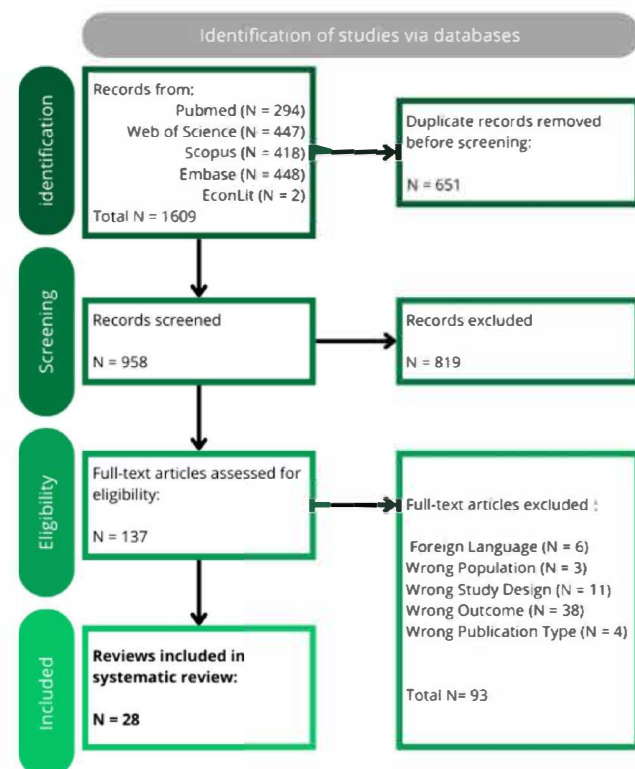 Identification of studies via databases
identification
Records from:
Pubmed (N = 294)
Web of Science (N = 447)
Scopus (N = 418)
Embase (N = 448)
EconLit (N = 2)
Total N = 1609
Duplicate records removed
before screening:
N = 651
Screening
Records screened
N = 958
Records excluded
N = 819
Eligibility
Full-text articles assessed for
eligibility:
N = 137
Full-text articles excluded :
Foreign Language (N = 6)
Wrong Population (N = 3)
Wrong Study Design (N = 11)
Wrong Outcome (N = 38)
Wrong Publication Type (N = 4)
Total N= 93
Included
Reviews included in
systematic review:
N = 28